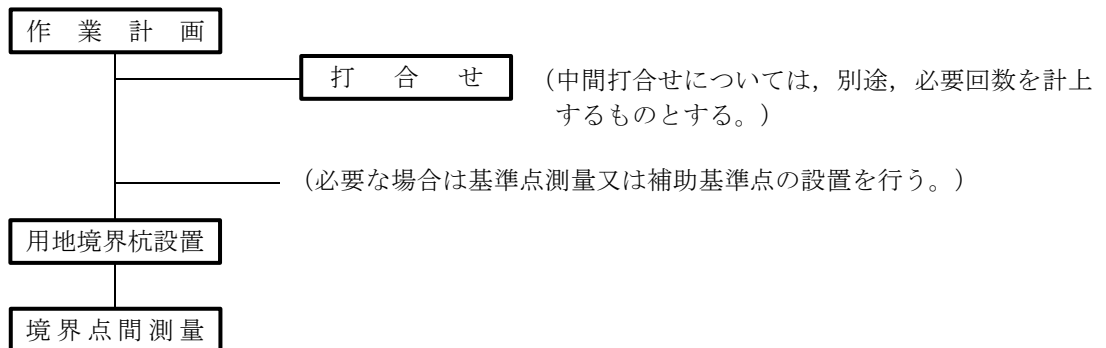 作業計画
打合せ
（中間打合せについては，別途，必要回数を計上
するものとする。）
（必要な場合は基準点測量又は補助基準点の設置を行う。）
用地境界杭設置
境界点間測量